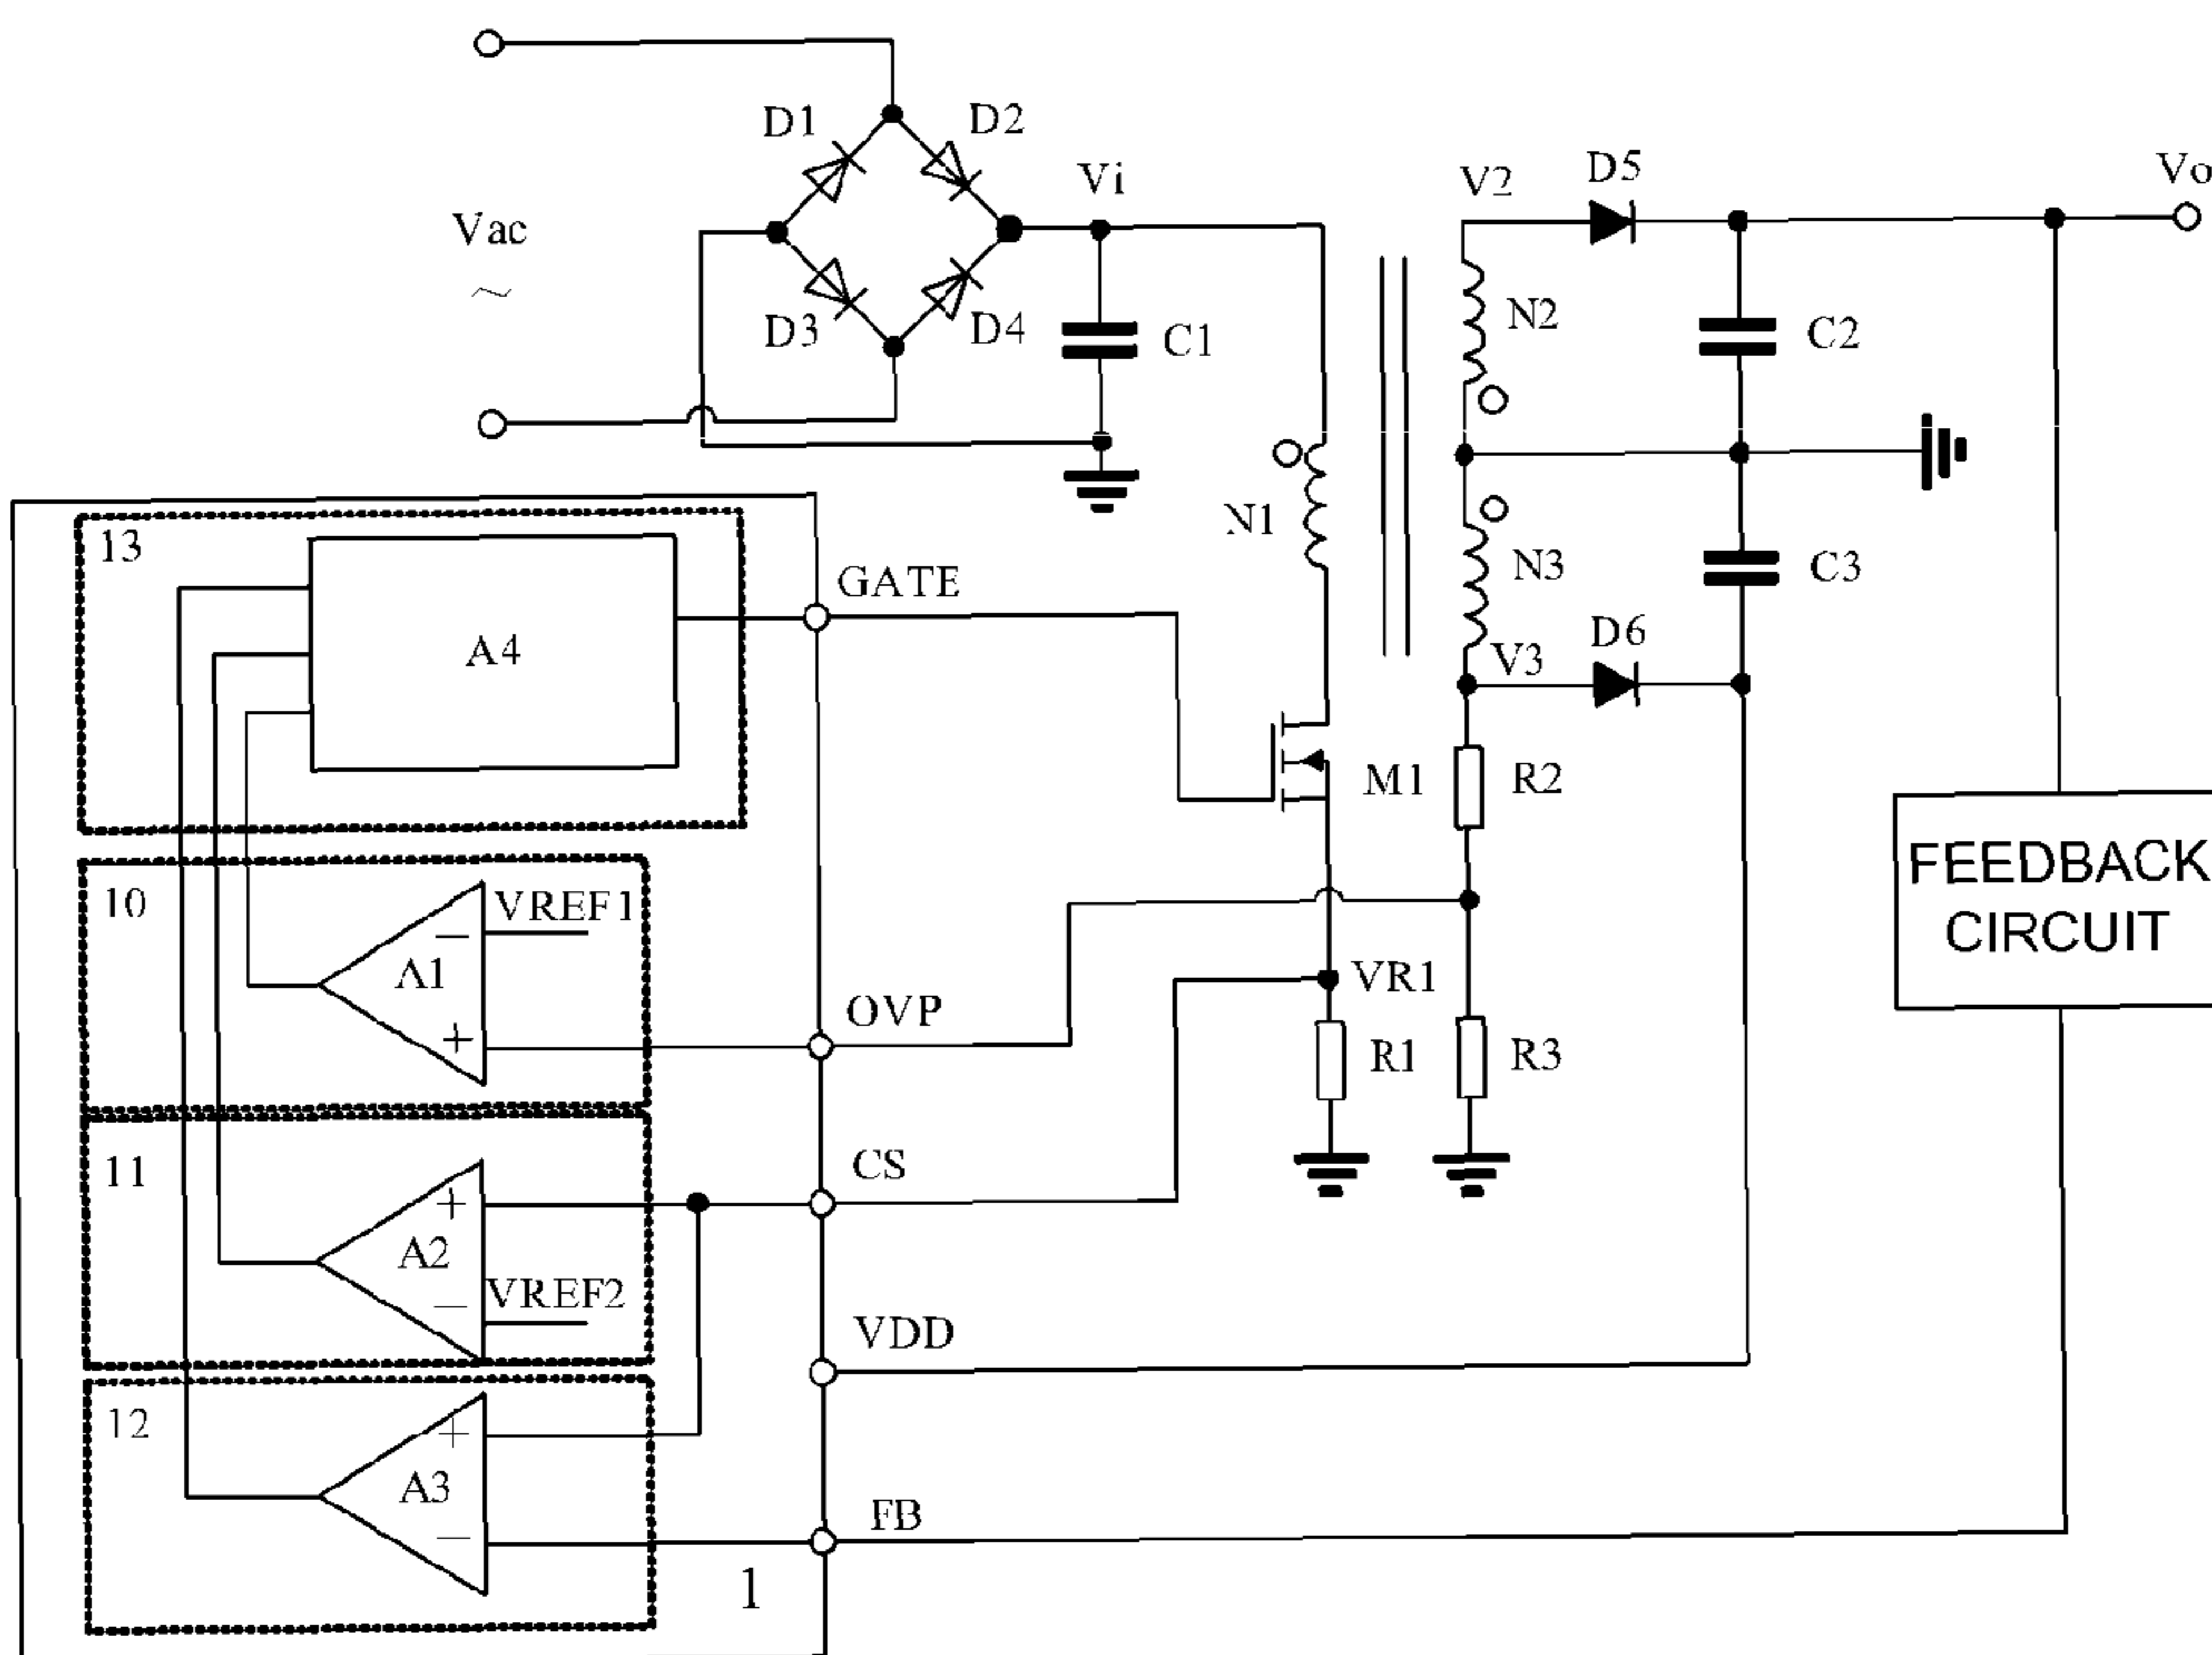 D1
D2
Vi
V2
D5
Vo
Vac
~
N2
D3
D4
C1
C2
13
N1
N3
C3
GATE
D6
A4
V3
M1
R2
FEEDBACK
CIRCUIT
10
VREF1
−
A1
VR1
+
OVP
R1
R3
11
CS
+
A2
−
VREF2
VDD
12
+
A3
−
FB
1